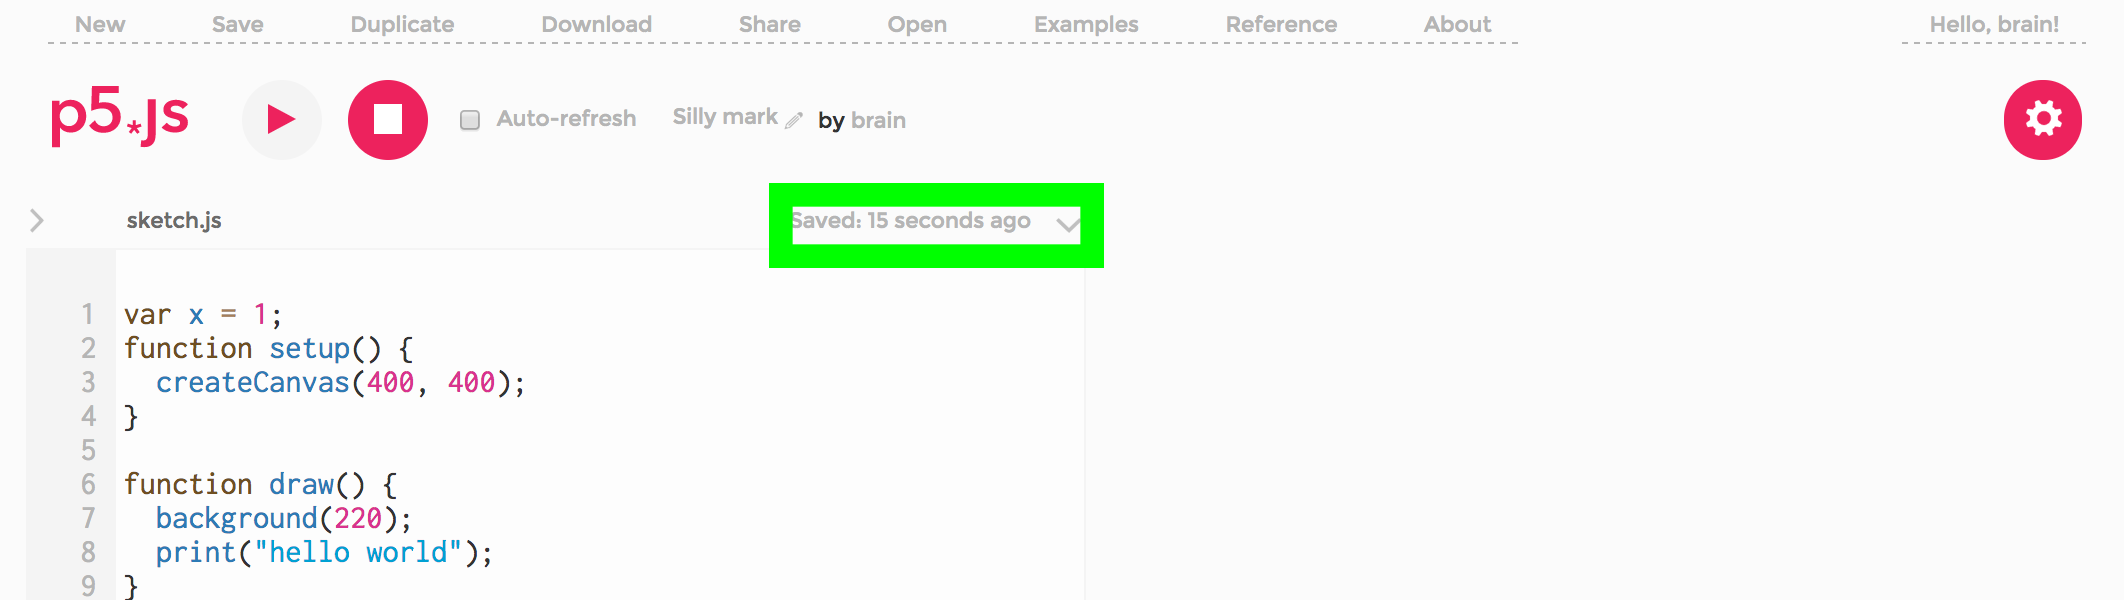 New Save Duplicate Download Share Open Examples Reference About Hello, brain!
p5*js Auto-refresh Silly mark by brain
sketch.js Saved: 15 seconds ago
1 var x = 1;
2 function setup() {
3   createCanvas(400, 400);
4 }
5
6 function draw() {
7   background(220);
8   print("hello world");
9 }